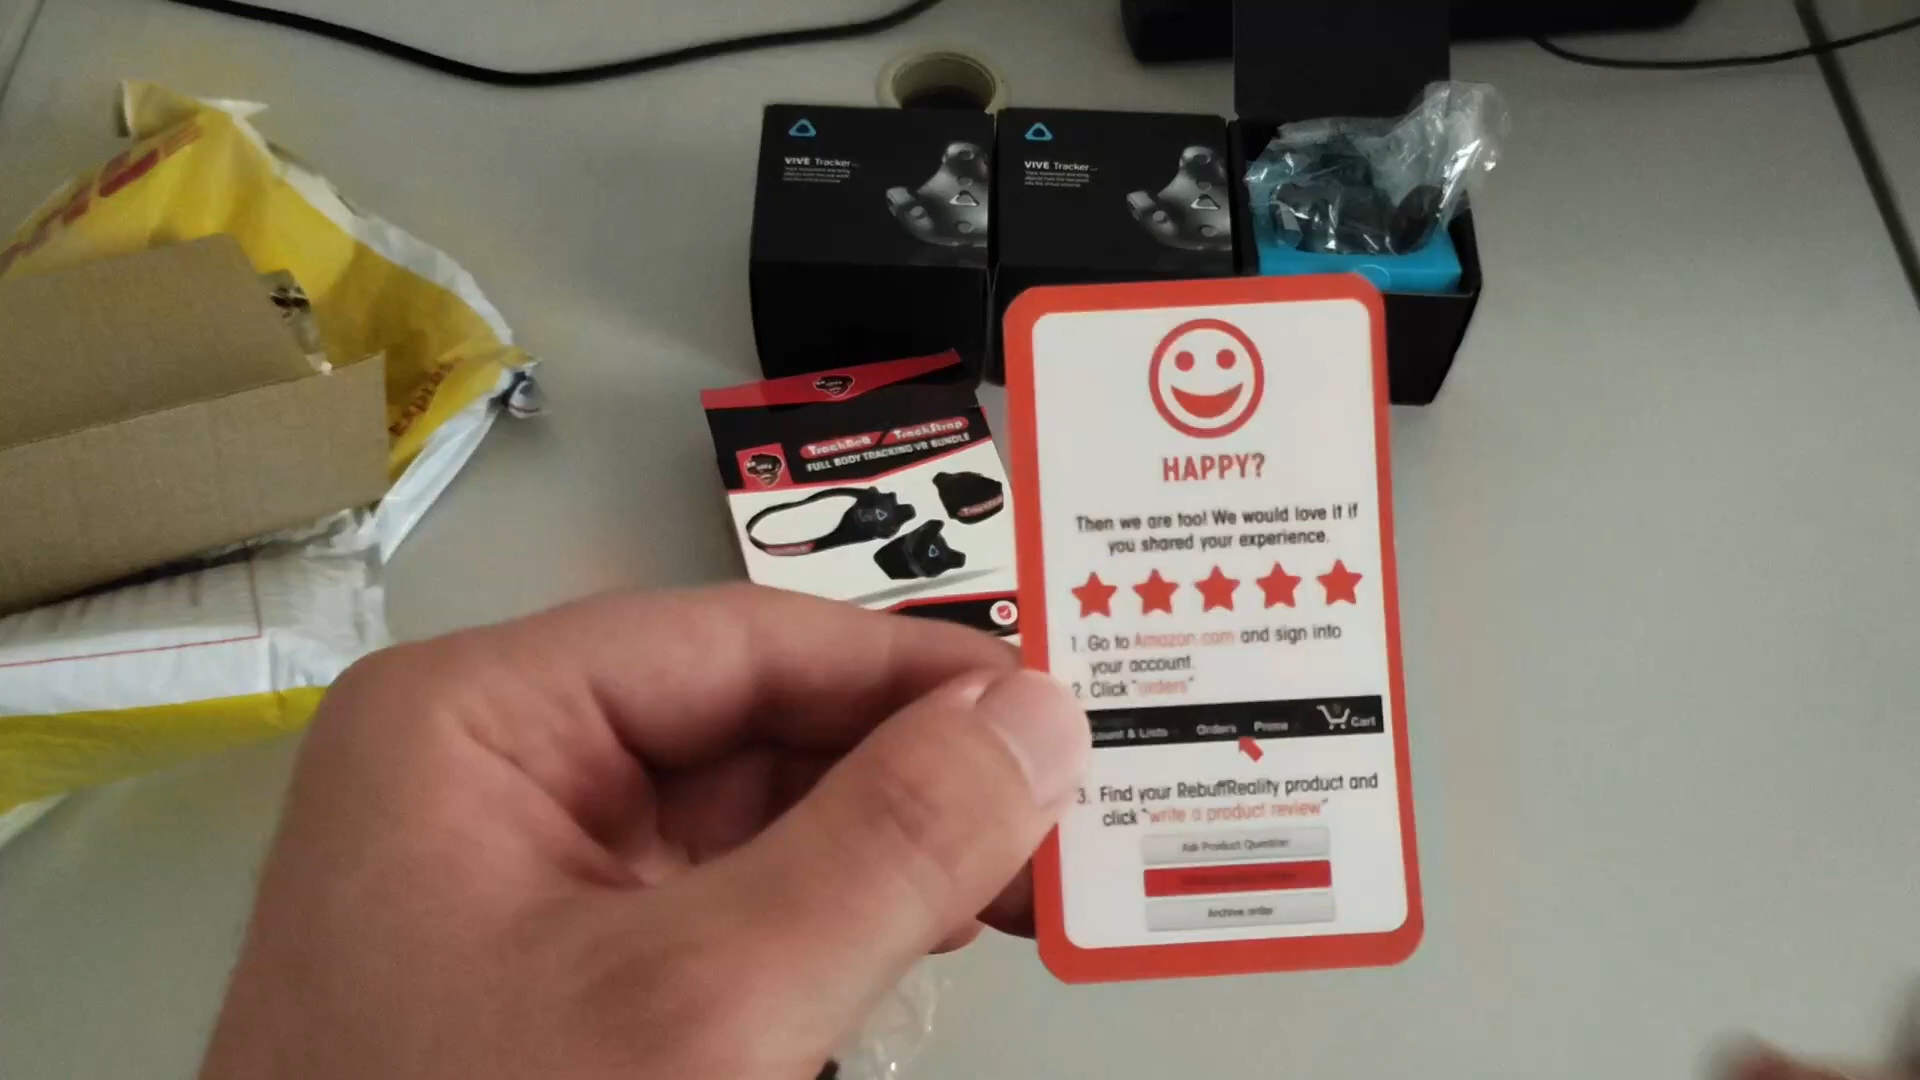 VIVE Tracker
VIVE Tracker
TrackBelt TrackStrap
FULL BODY TRACKING VR BUNDLE
HAPPY?
Then we are too! We would love it if
you shared your experience.
1. Go to Amazon.com and sign into
your account.
2. Click "orders"
Orders Prime Cart
count & Lists
3. Find your RebuffReality product and
click "write a product review"
Ask Product Question
Archive order